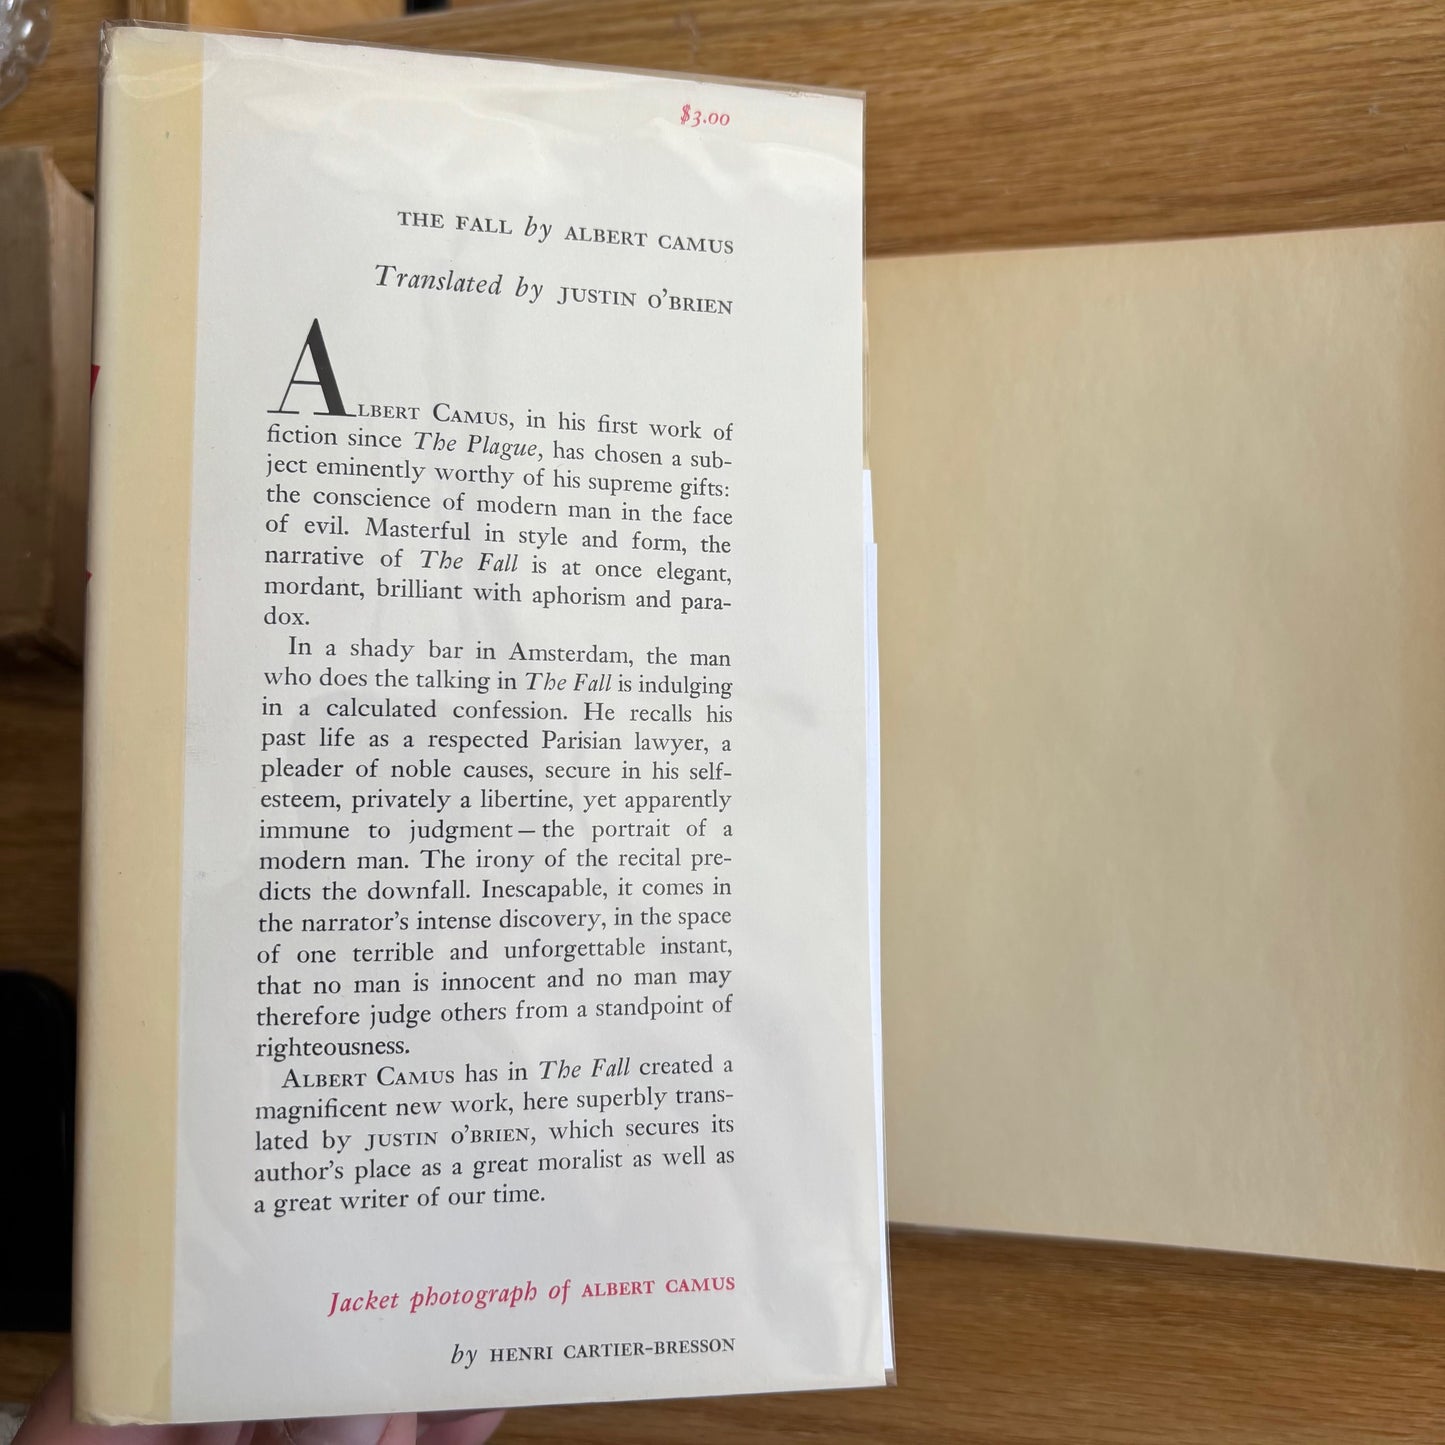 $3.00
THE FALL by ALBERT CAMUS
Translated by JUSTIN O'BRIEN
ALBERT CAMUS, in his first work of
fiction since The Plague, has chosen a sub-
ject eminently worthy of his supreme gifts:
the conscience of modern man in the face
of evil. Masterful in style and form, the
narrative of The Fall is at once elegant,
mordant, brilliant with aphorism and para-
dox.
In a shady bar in Amsterdam, the man
who does the talking in The Fall is indulging
in a calculated confession. He recalls his
past life as a respected Parisian lawyer, a
pleader of noble causes, secure in his self-
esteem, privately a libertine, yet apparently
immune to judgment—the portrait of a
modern man. The irony of the recital pre-
dicts the downfall. Inescapable, it comes in
the narrator's intense discovery, in the space
of one terrible and unforgettable instant,
that no man is innocent and no man may
therefore judge others from a standpoint of
righteousness.
ALBERT CAMUS has in The Fall created a
magnificent new work, here superbly trans-
lated by JUSTIN O'BRIEN, which secures its
author's place as a great moralist as well as
a great writer of our time.
Jacket photograph of ALBERT CAMUS
by HENRI CARTIER-BRESSON